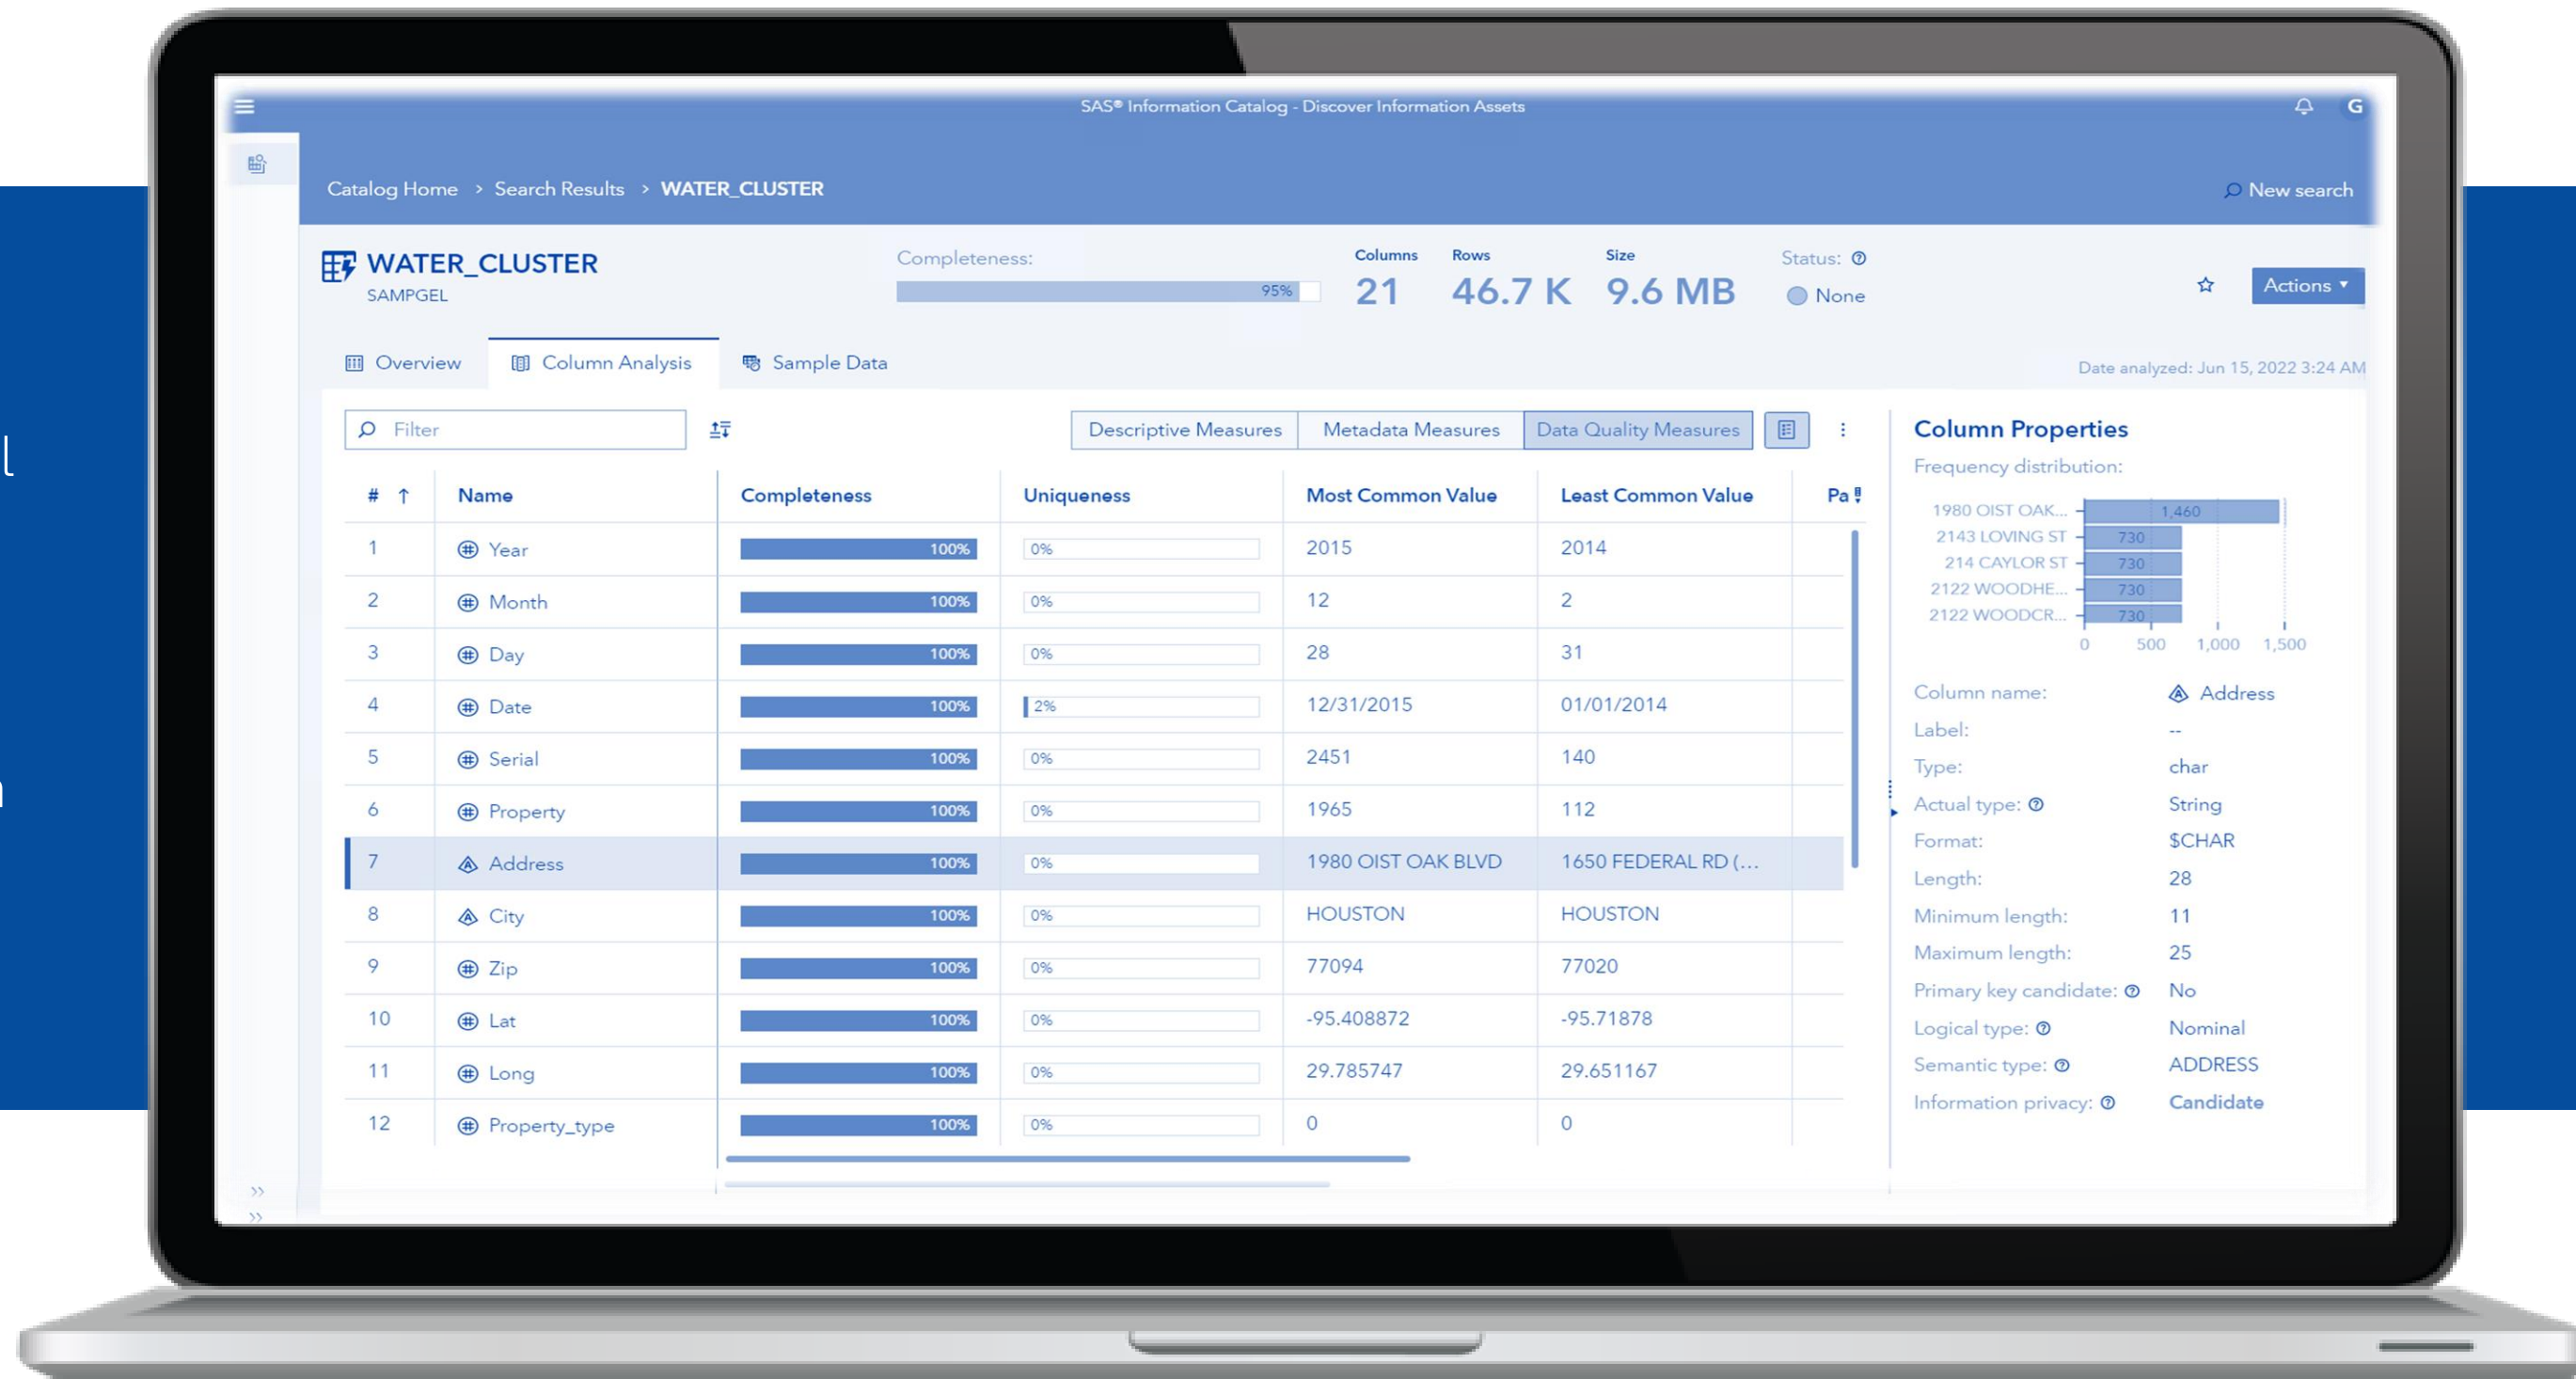 SAS® Information Catalog - Discover Information Assets
G
Catalog Home > Search Results > WATER_CLUSTER
New search
WATER_CLUSTER
SAMPGEL
Completeness:
95%
Columns
21
Rows
46.7 K
Size
9.6 MB
Status:
None
Actions
Overview
Column Analysis
Sample Data
Date analyzed: Jun 15, 2022 3:24 AM
Filter
Descriptive Measures
Metadata Measures
Data Quality Measures
# Name Completeness Uniqueness Most Common Value Least Common Value Pa
1 Year 100% 0% 2015 2014
2 Month 100% 0% 12 2
3 Day 100% 0% 28 31
4 Date 100% 2% 12/31/2015 01/01/2014
5 Serial 100% 0% 2451 140
6 Property 100% 0% 1965 112
7 Address 100% 0% 1980 OIST OAK BLVD 1650 FEDERAL RD (...
8 City 100% 0% HOUSTON HOUSTON
9 Zip 100% 0% 77094 77020
10 Lat 100% 0% -95.408872 -95.71878
11 Long 100% 0% 29.785747 29.651167
12 Property_type 100% 0% 0 0
Column Properties
Frequency distribution:
1980 OIST OAK... 1,460
2143 LOVING ST 730
214 CAYLOR ST 730
2122 WOODHE... 730
2122 WOODCR... 730
0 500 1,000 1,500
Column name: Address
Label: --
Type: char
Actual type: String
Format: $CHAR
Length: 28
Minimum length: 11
Maximum length: 25
Primary key candidate: No
Logical type: Nominal
Semantic type: ADDRESS
Information privacy: Candidate